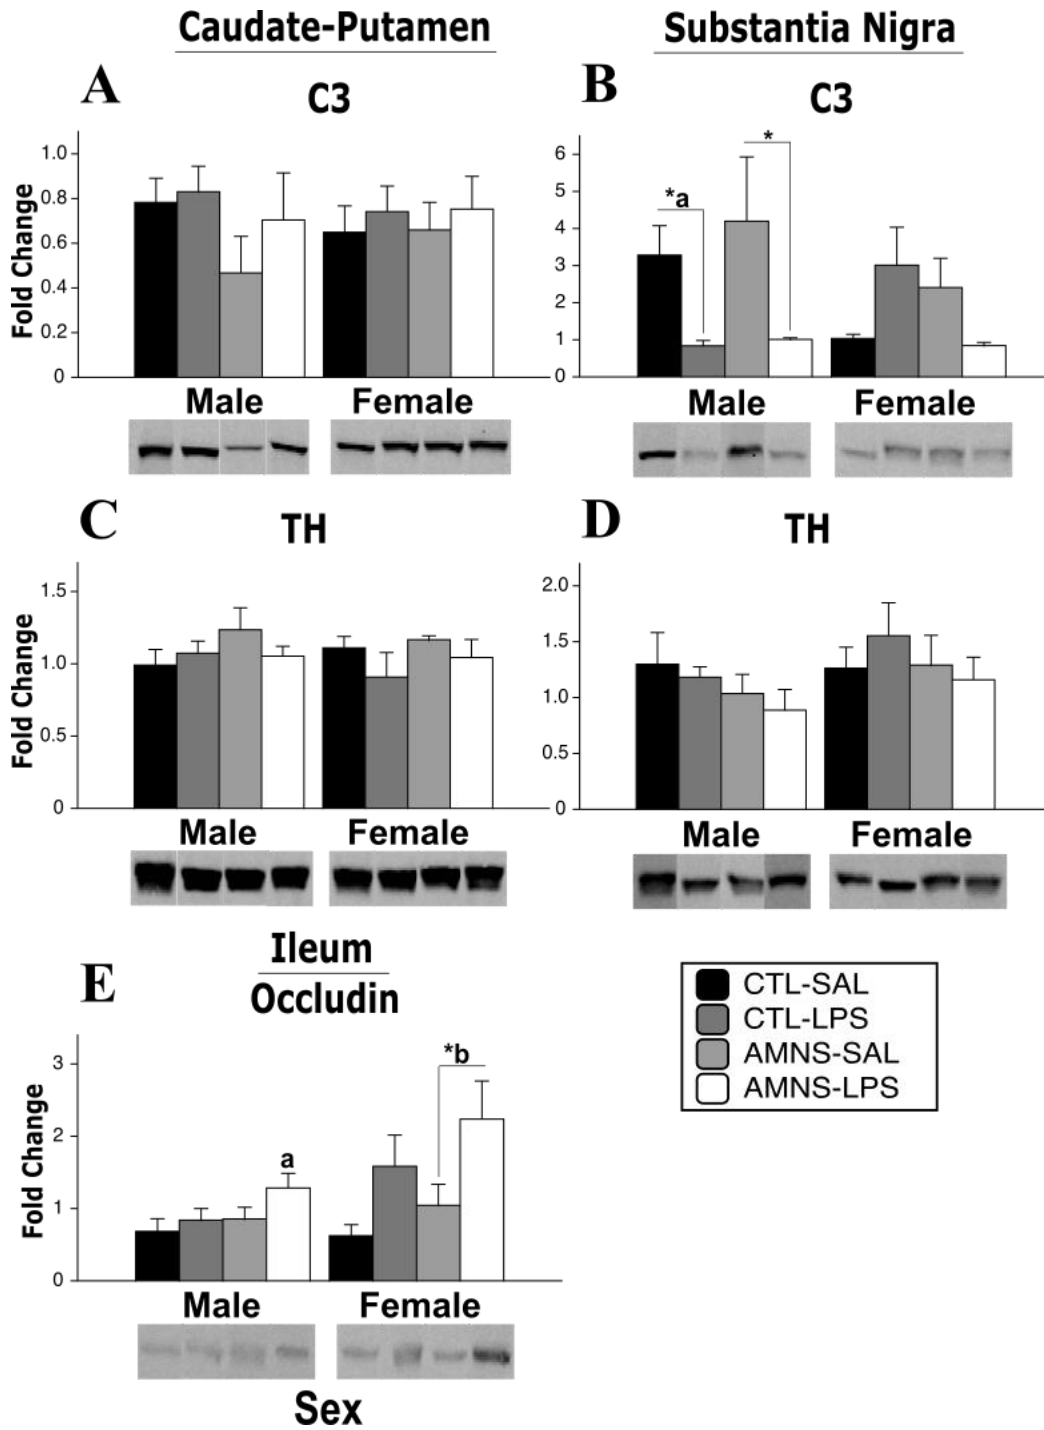 Caudate-Putamen
Substantia Nigra
A
C3
B
C3
Fold Change
1.0
0.8
0.6
0.4
0.2
0
6
5
4
3
2
1
0
*a
*
Male
Female
Male
Female
C
TH
D
TH
Fold Change
1.5
1.0
0.5
0
2.0
1.5
1.0
0.5
0
Male
Female
Male
Female
E
Ileum
Occludin
Fold Change
3
2
1
0
a
*b
CTL-SAL
CTL-LPS
AMNS-SAL
AMNS-LPS
Male
Female
Sex